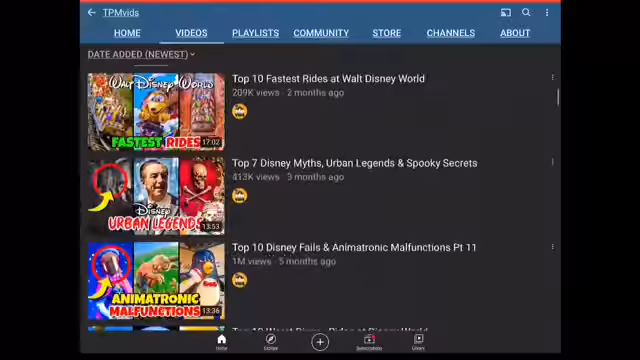 TPMvids
HOME VIDEOS PLAYLISTS COMMUNITY STORE CHANNELS ABOUT
DATE ADDED (NEWEST)
WALT DISNEY WORLD
FASTEST RIDES
17:02
Top 10 Fastest Rides at Walt Disney World
209K views · 2 months ago
Disney
URBAN LEGENDS
13:53
Top 7 Disney Myths, Urban Legends & Spooky Secrets
413K views · 3 months ago
ANIMATRONIC
MALFUNCTIONS
13:36
Top 10 Disney Fails & Animatronic Malfunctions Pt 11
1M views · 5 months ago
Home Explore Subscriptions Library